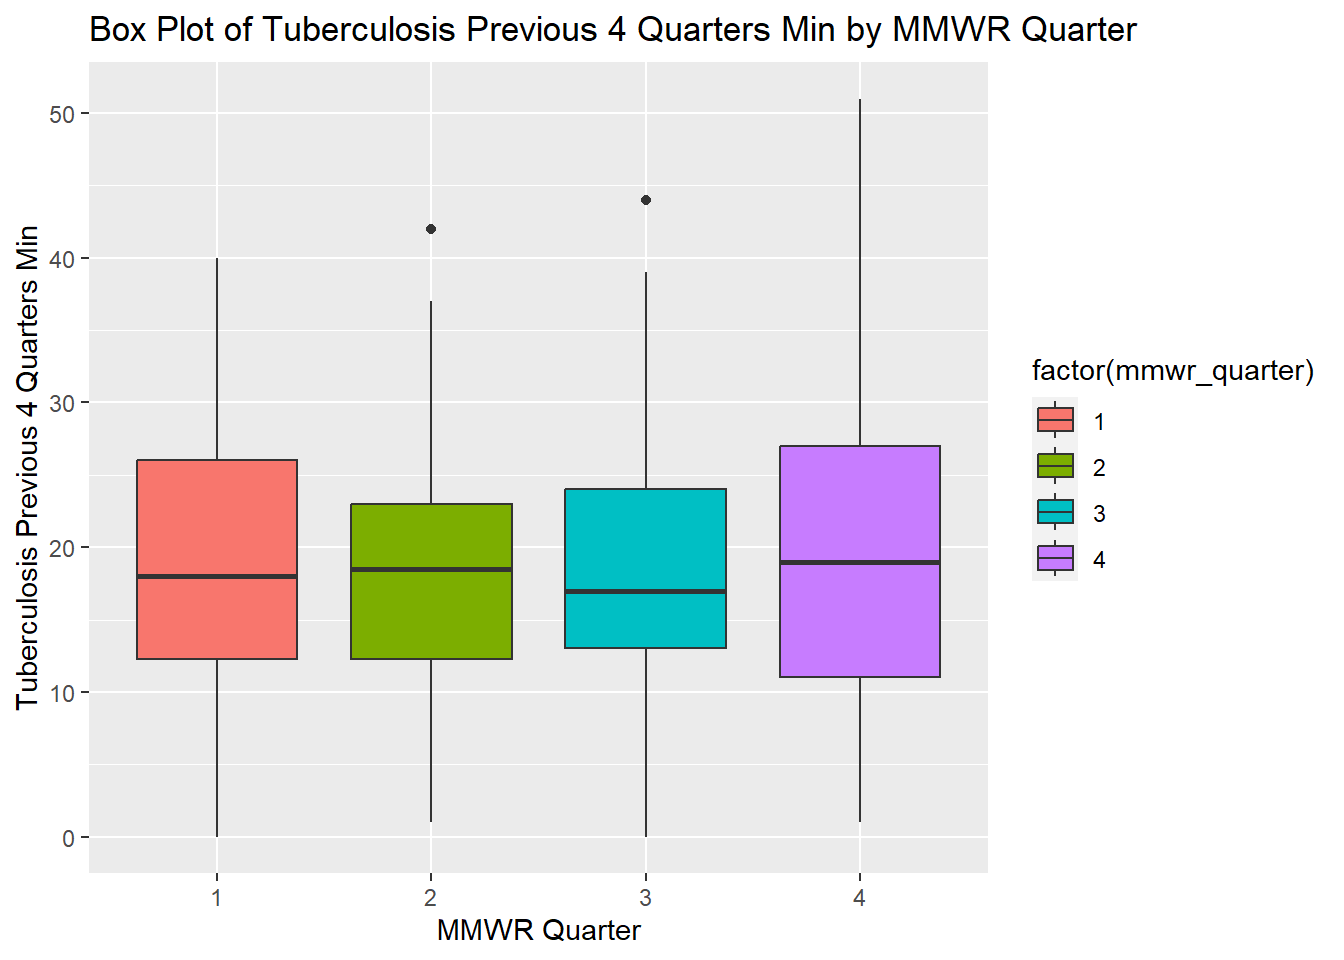 Box Plot of Tuberculosis Previous 4 Quarters Min by MMWR Quarter
Tuberculosis Previous 4 Quarters Min
50
40
30
20
10
0
1 2 3 4
MMWR Quarter
factor(mmwr_quarter)
1
2
3
4